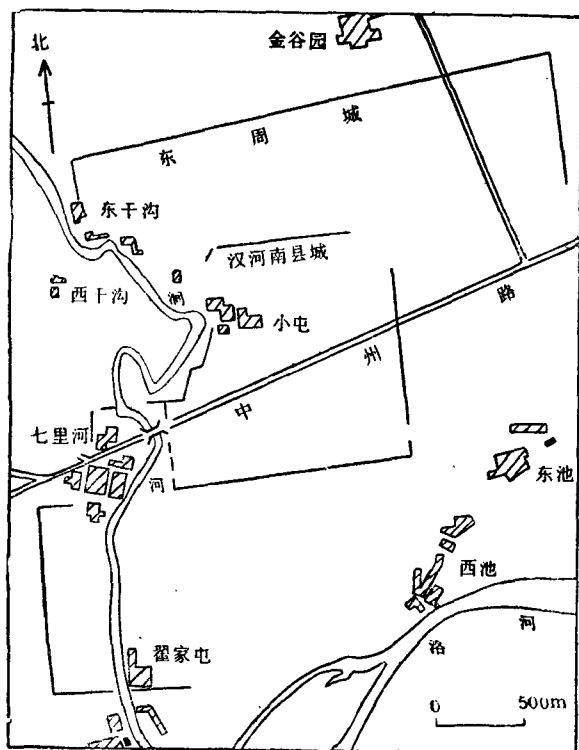 金谷园
北
东周城
东干沟
汉河南县城
西干沟
涧
小屯
中州路
七里河
河
东池
西池
翟家屯
洛河
0 500m